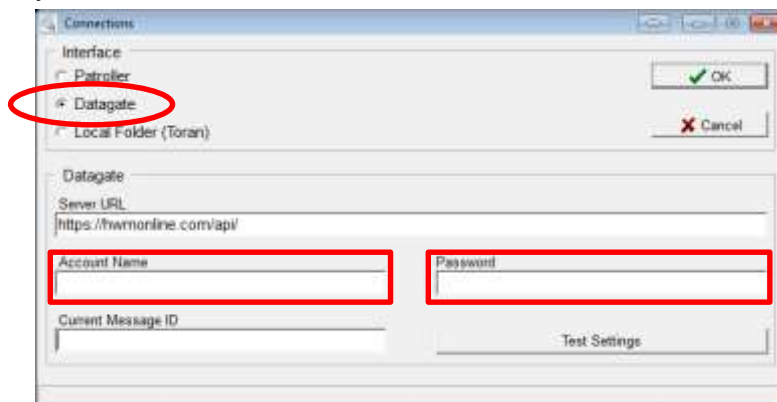 Connections
Interface
Patroller
OK
Datagate
Local Folder (Toran)
Cancel
Datagate
Server URL
https://hwmonline.com/api/
Account Name
Password
Current Message ID
Test Settings